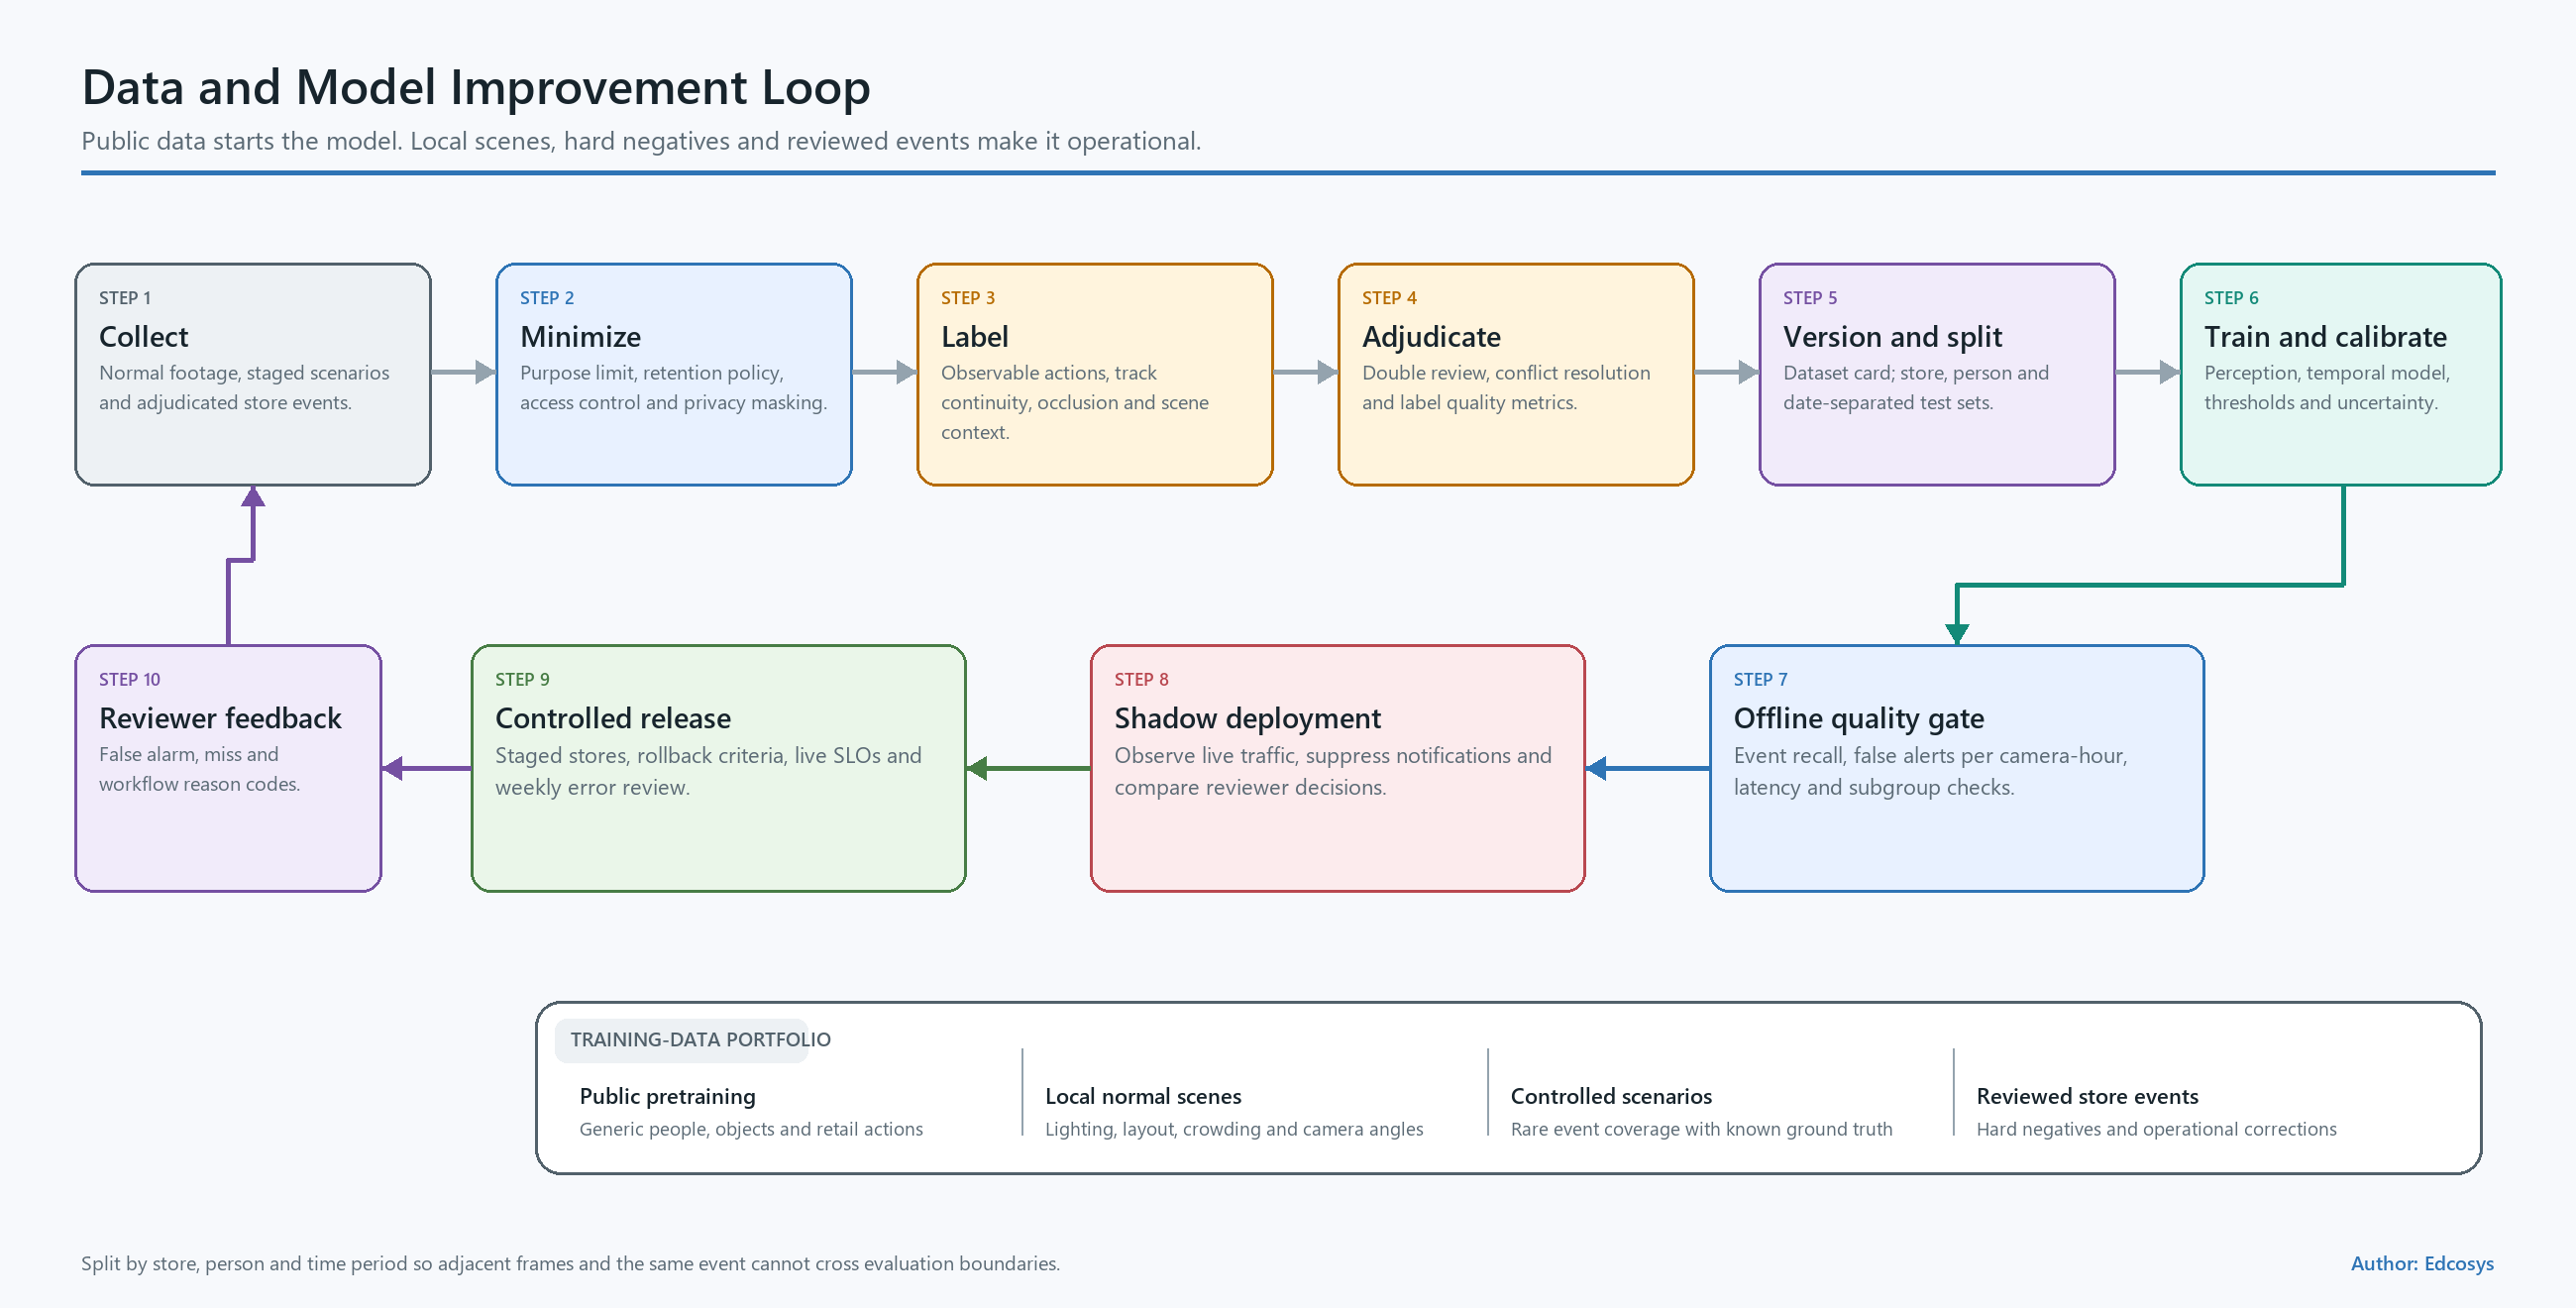 Data and Model Improvement Loop
Public data starts the model. Local scenes, hard negatives and reviewed events make it operational.
STEP 1
Collect
Normal footage, staged scenarios
and adjudicated store events.
STEP 2
Minimize
Purpose limit, retention policy,
access control and privacy masking.
STEP 3
Label
Observable actions, track
continuity, occlusion and scene
context.
STEP 4
Adjudicate
Double review, conflict resolution
and label quality metrics.
STEP 5
Version and split
Dataset card; store, person and
date-separated test sets.
STEP 6
Train and calibrate
Perception, temporal model,
thresholds and uncertainty.
STEP 10
Reviewer feedback
False alarm, miss and
workflow reason codes.
STEP 9
Controlled release
Staged stores, rollback criteria, live SLOs and
weekly error review.
STEP 8
Shadow deployment
Observe live traffic, suppress notifications and
compare reviewer decisions.
STEP 7
Offline quality gate
Event recall, false alerts per camera-hour,
latency and subgroup checks.
TRAINING-DATA PORTFOLIO
Public pretraining
Generic people, objects and retail actions
Local normal scenes
Lighting, layout, crowding and camera angles
Controlled scenarios
Rare event coverage with known ground truth
Reviewed store events
Hard negatives and operational corrections
Split by store, person and time period so adjacent frames and the same event cannot cross evaluation boundaries.
Author: Edcosys